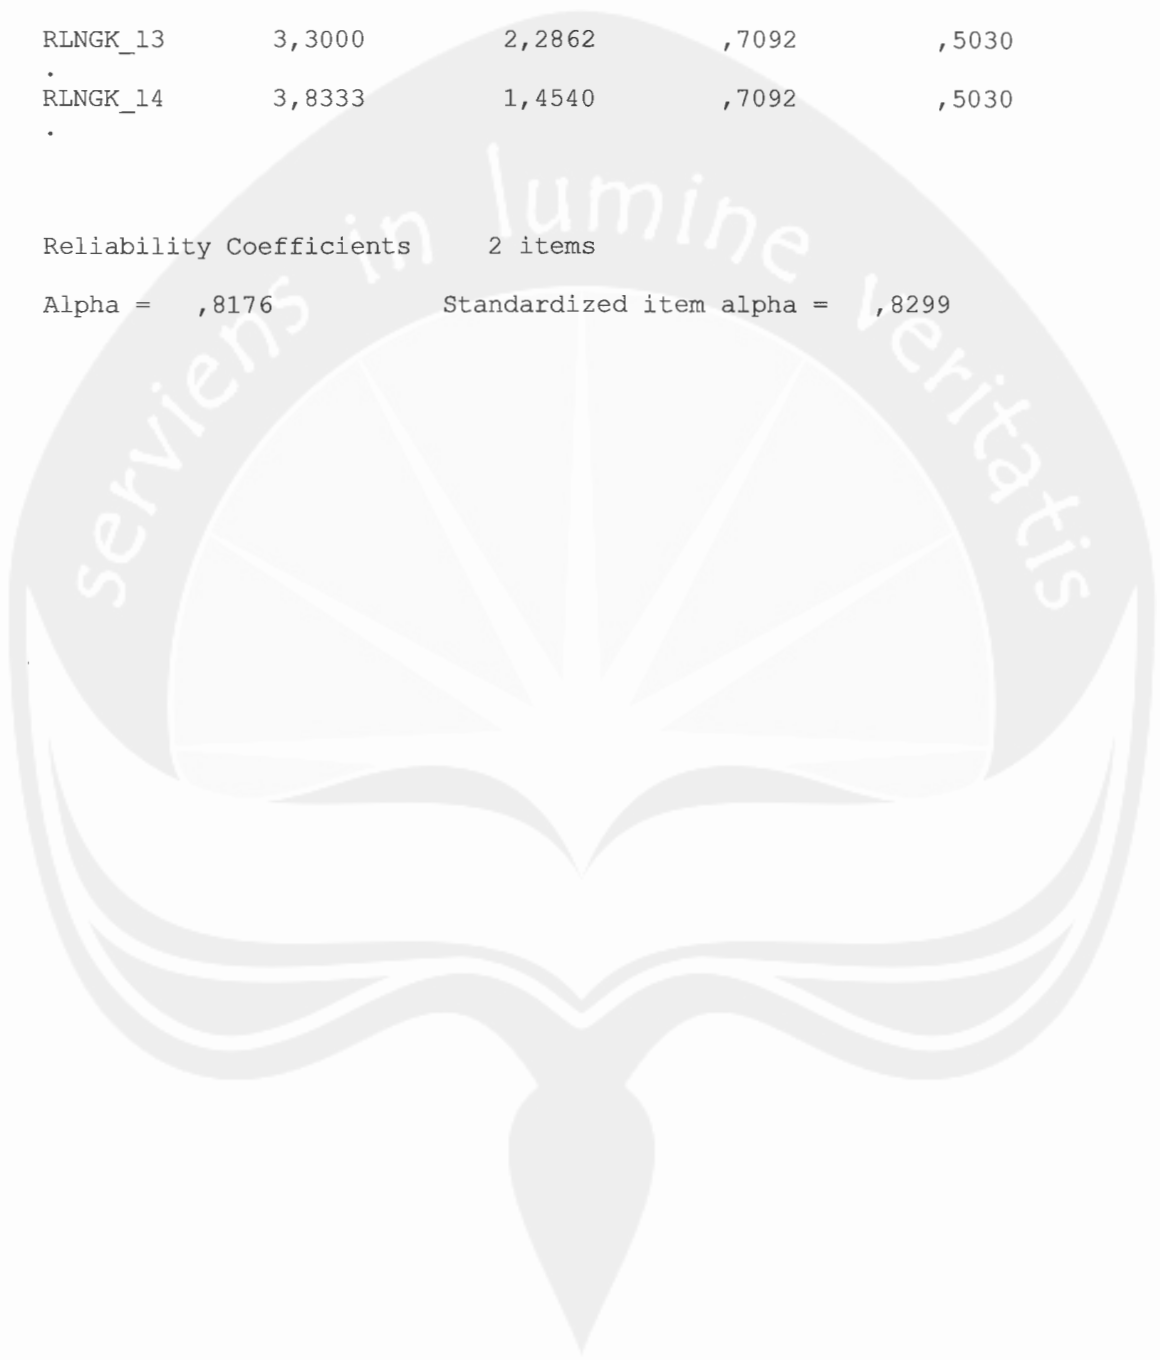 RLNGK_13 3,3000 2,2862 ,7092 ,5030
.
RLNGK_14 3,8333 1,4540 ,7092 ,5030
.
serviens in lumine veritatis
Reliability Coefficients 2 items
Alpha = ,8176 Standardized item alpha = ,8299